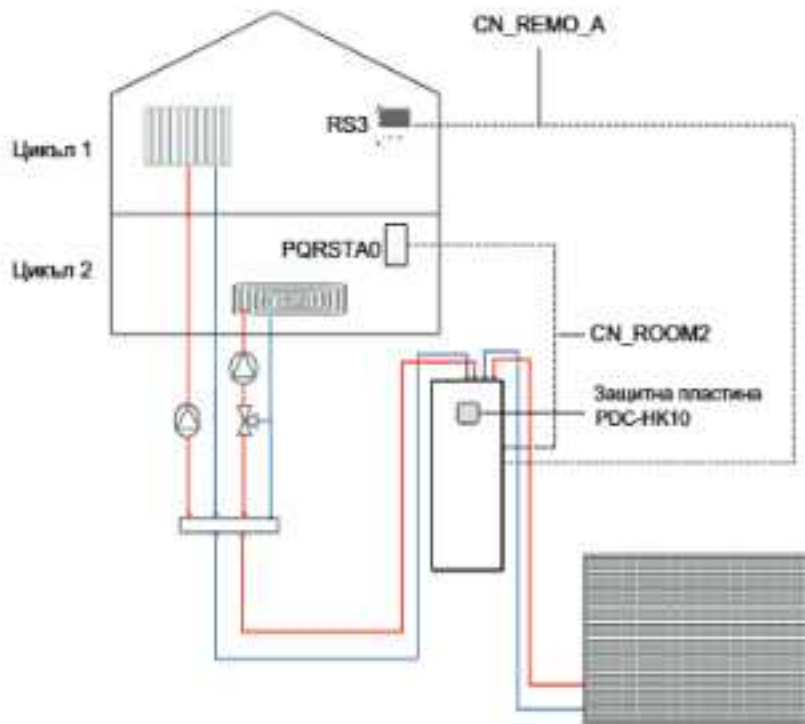 CN_REMO_A
RS3
Цикъл 1
PQRSTA0
Цикъл 2
CN_ROOM2
Защитна пластина
PDC-HK10